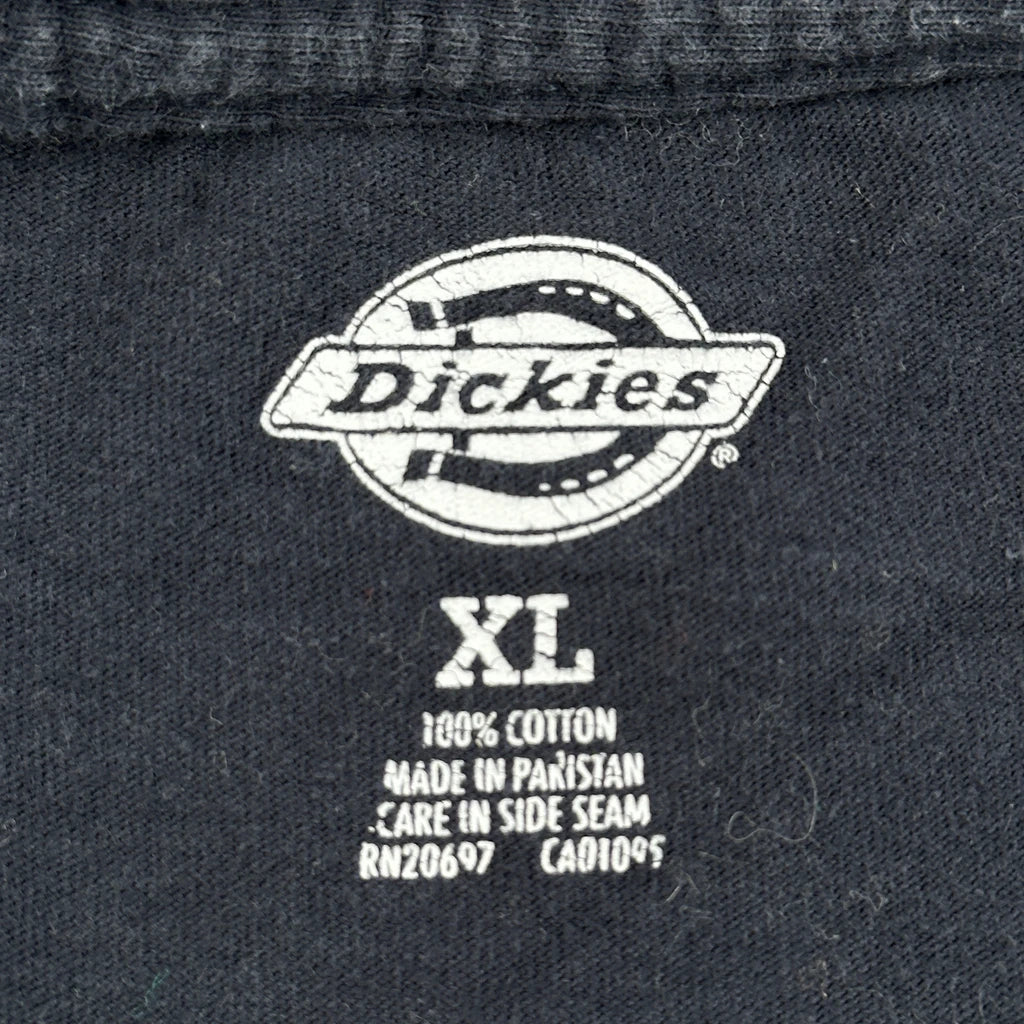 Dickies®
XL
100% COTTON
MADE IN PAKISTAN
CARE IN SIDE SEAM
RN20697 CA01095